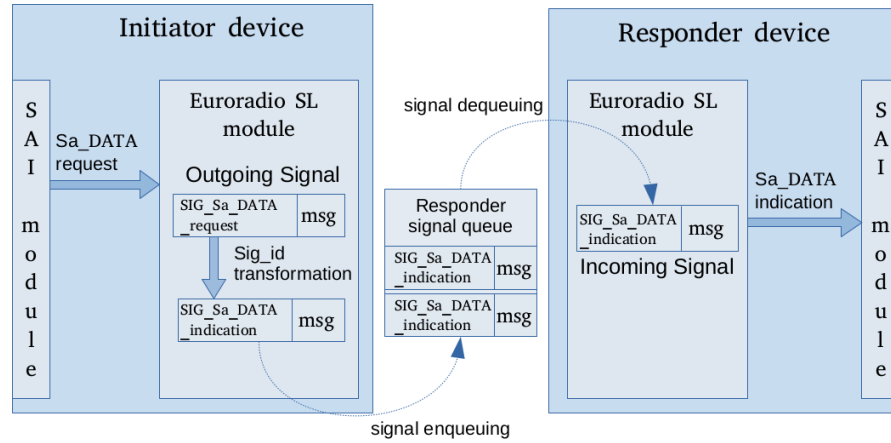 Initiator device
S
A
I
m
o
d
u
l
e
Sa_DATA
request
Euroradio SL
module
Outgoing Signal
SIG_Sa_DATA
_request
msg
Sig_id
transformation
SIG_Sa_DATA
_indication
msg
signal enqueuing
signal dequeuing
Responder
signal queue
SIG_Sa_DATA
_indication
msg
SIG_Sa_DATA
_indication
msg
Responder device
Euroradio SL
module
SIG_Sa_DATA
_indication
msg
Incoming Signal
Sa_DATA
indication
S
A
I
m
o
d
u
l
e